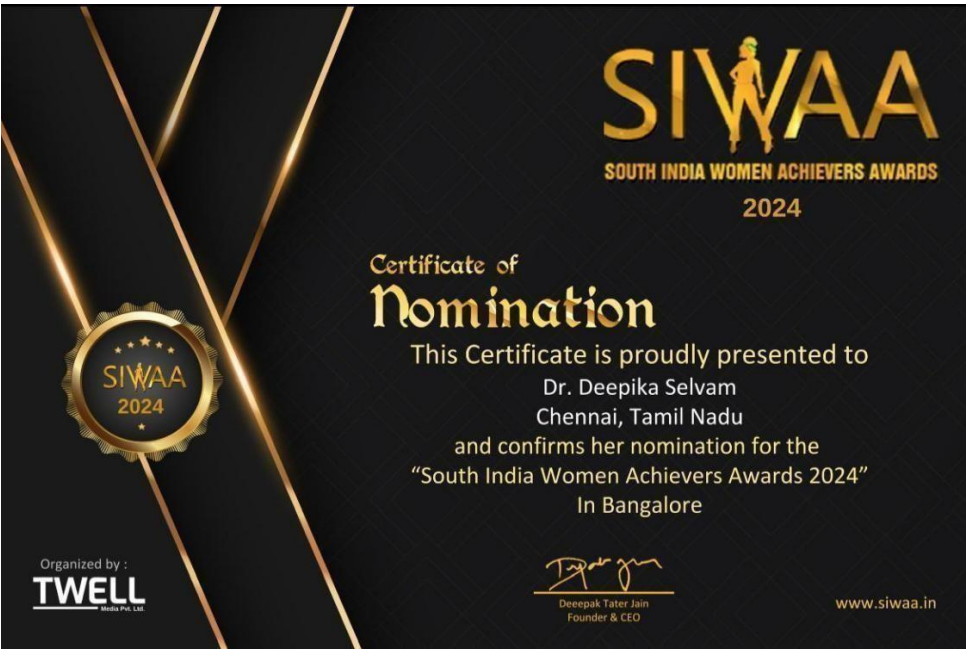 SIWAA
SOUTH INDIA WOMEN ACHIEVERS AWARDS
2024
Certificate of
Nomination
This Certificate is proudly presented to
Dr. Deepika Selvam
Chennai, Tamil Nadu
and confirms her nomination for the
“South India Women Achievers Awards 2024”
In Bangalore
SIWAA
2024
Organized by :
TWELL
Media Pvt. Ltd.
Deeepak Tater Jain
Founder & CEO
www.siwaa.in